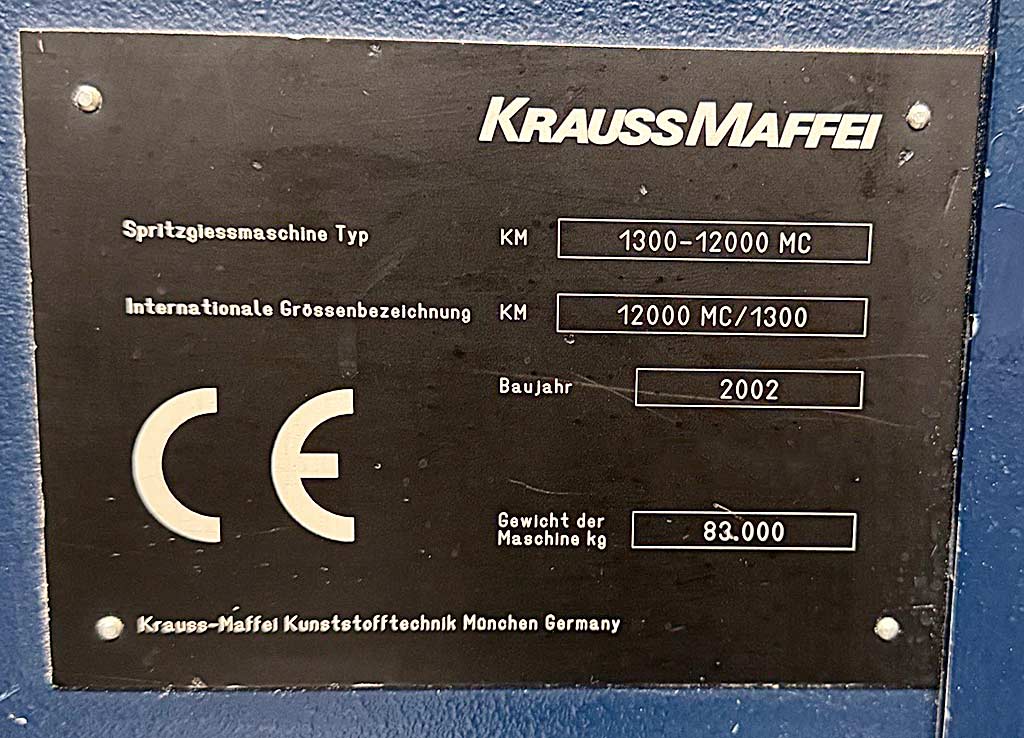 KRAUSSMAFFEI
Spritzgiessmaschine Typ KM 1300-12000 MC
Internationale Grössenbezeichnung KM 12000 MC/1300
Baujahr 2002
CE
Gewicht der
Maschine kg 83.000
Krauss-Maffei Kunststofftechnik München Germany